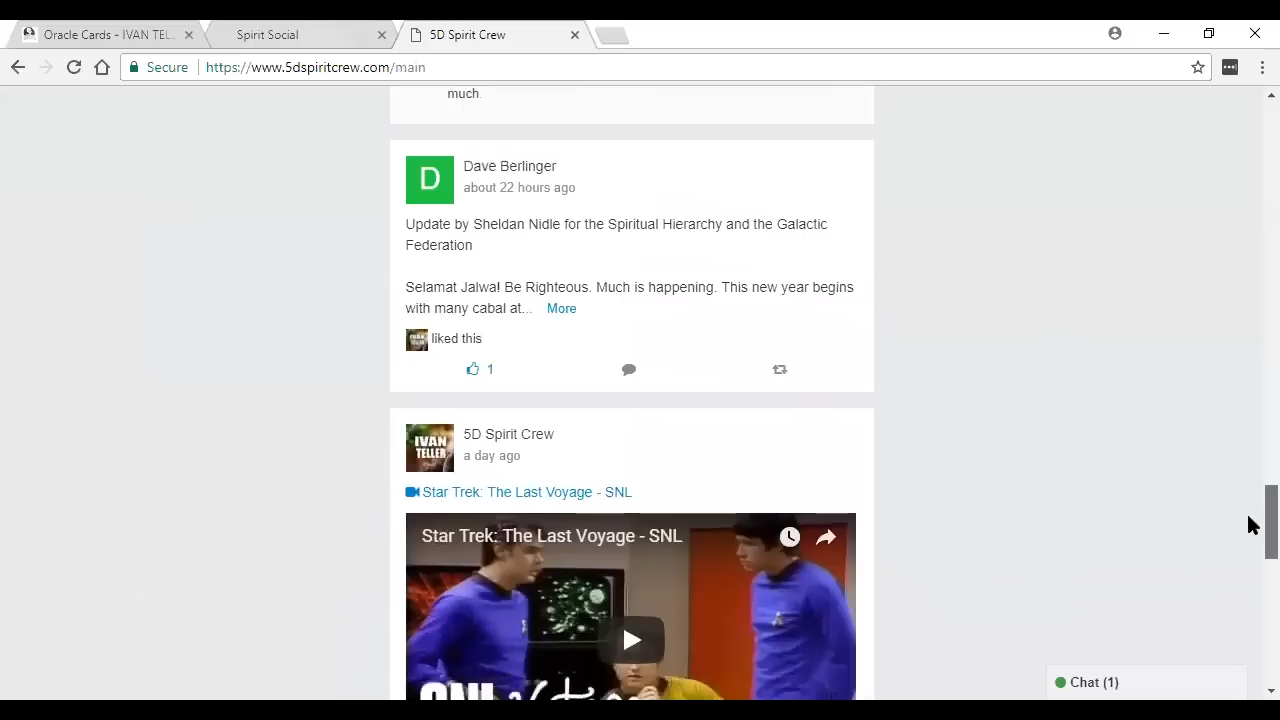 Oracle Cards - IVAN TEL
Spirit Social
5D Spirit Crew
Secure
https://www.5dspiritcrew.com/main
much.
D
Dave Berlinger
about 22 hours ago
Update by Sheldan Nidle for the Spiritual Hierarchy and the Galactic
Federation
Selamat Jalwa! Be Righteous. Much is happening. This new year begins
with many cabal at... More
liked this
1
IVAN
TELLER
5D Spirit Crew
a day ago
Star Trek: The Last Voyage - SNL
Star Trek: The Last Voyage - SNL
SNL
Chat (1)